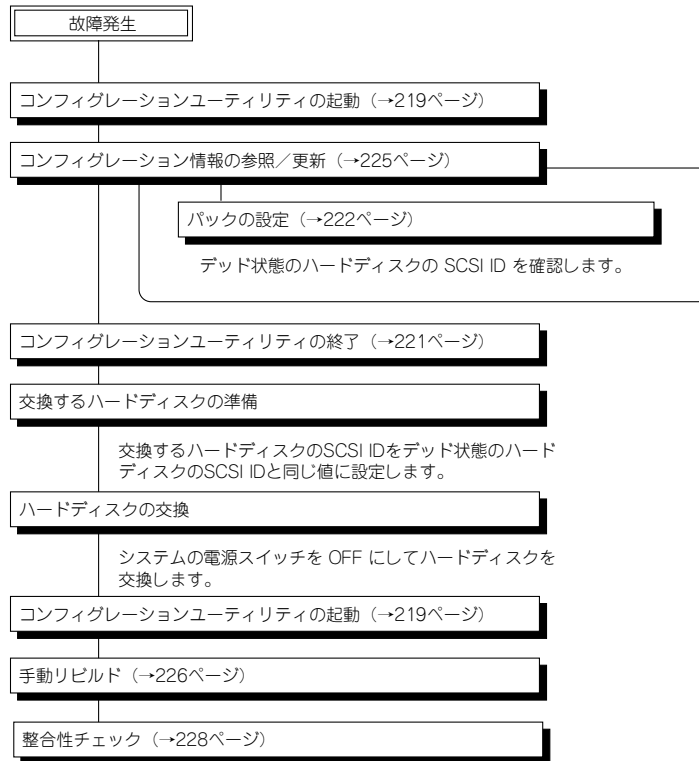 故障発生
コンフィグレーションユーティリティの起動（→219ページ）
コンフィグレーション情報の参照／更新（→225ページ）
パックの設定（→222ページ）
デッド状態のハードディスクの SCSI ID を確認します。
コンフィグレーションユーティリティの終了（→221ページ）
交換するハードディスクの準備
交換するハードディスクのSCSI IDをデッド状態のハード
ディスクのSCSI IDと同じ値に設定します。
ハードディスクの交換
システムの電源スイッチを OFF にしてハードディスクを
交換します。
コンフィグレーションユーティリティの起動（→219ページ）
手動リビルド（→226ページ）
整合性チェック（→228ページ）